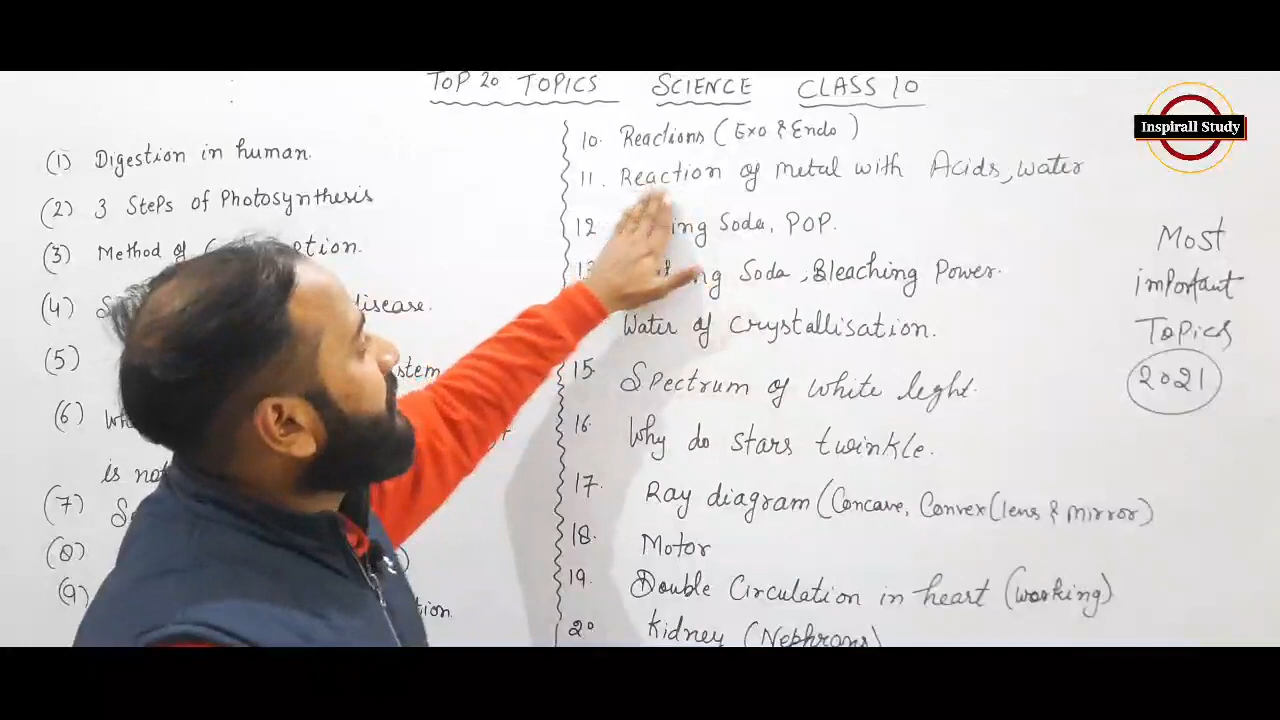 TOP 20 TOPICS SCIENCE CLASS 10
Inspirall Study
(1) Digestion in human.
(2) 3 Steps of Photosynthesis
(3) Method of
(4) disease.
(5)
(6)
is not
(7)
(8)
(9)
10. Reactions (Exo & Endo)
11. Reaction of metal with Acids, water
12 Soda, POP.
Soda, Bleaching Power.
Water of crystallisation.
15 Spectrum of white leght.
16. Why do stars twinkle.
17. Ray diagram (Concave, Convex (lens & mirror)
18. Motor
19. Double Circulation in heart (working)
20 Kidney (Nephrans)
Most
important
Topics
2021